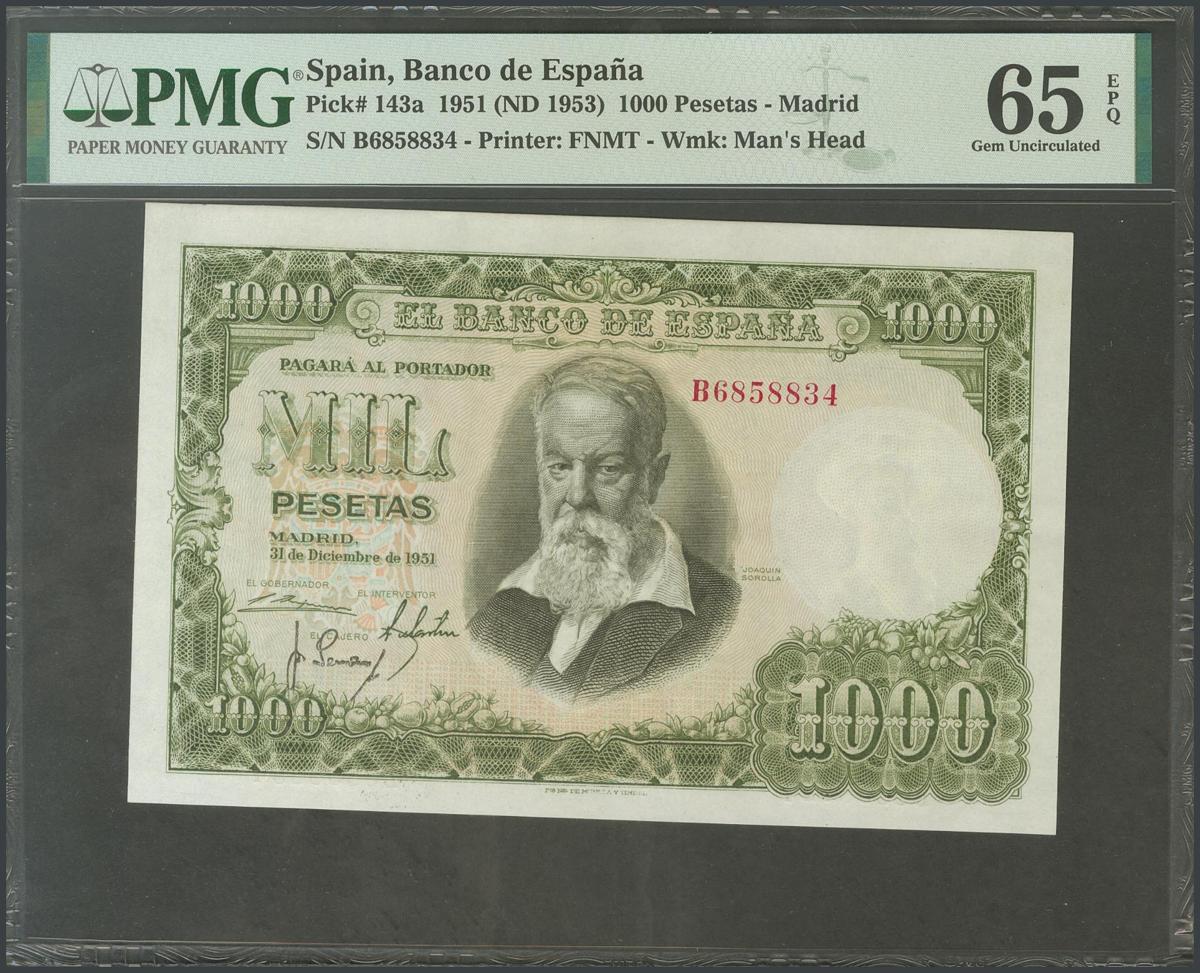 PMG®
PAPER MONEY GUARANTY
Spain, Banco de España
Pick# 143a 1951 (ND 1953) 1000 Pesetas - Madrid
S/N B6858834 - Printer: FNMT - Wmk: Man's Head
65
EPQ
Gem Uncirculated
1000
EL BANCO DE ESPAÑA
1000
PAGARÁ AL PORTADOR
B6858834
MIL
PESETAS
MADRID,
31 de Diciembre de 1951
JOAQUIN
SOROLLA
EL GOBERNADOR
EL INTERVENTOR
EL CAJERO
1000
1000